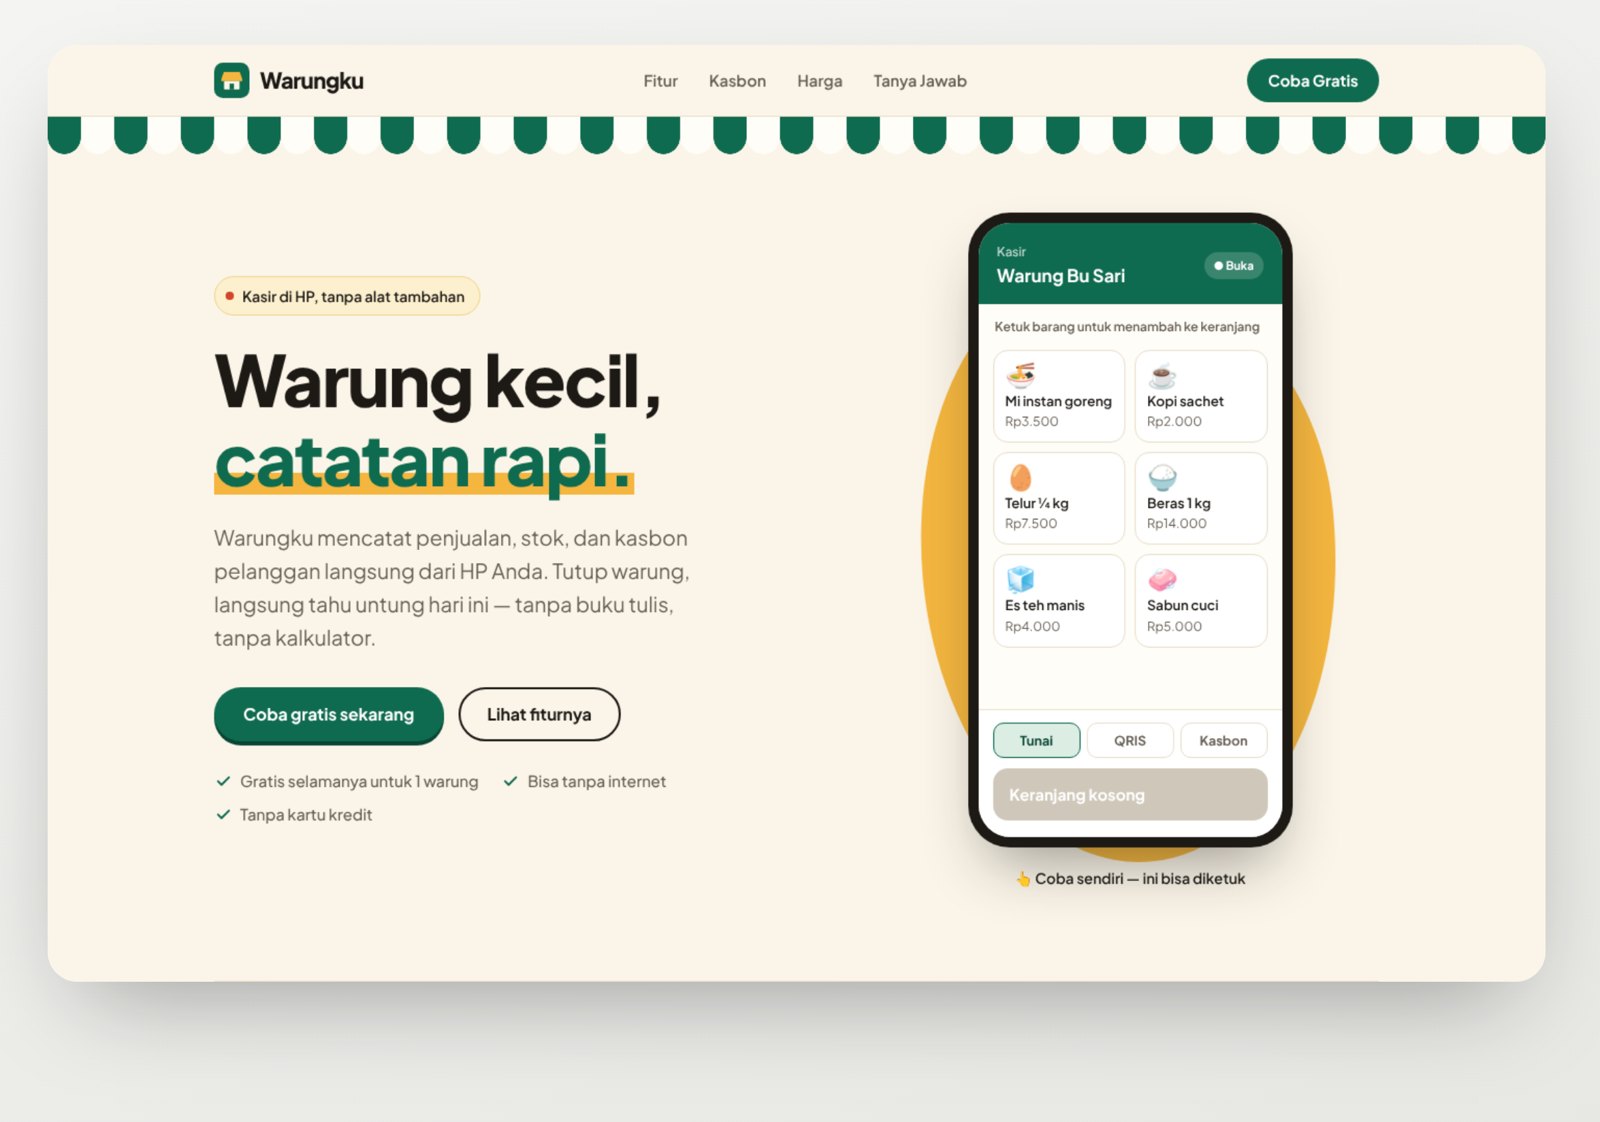 Warungku
Fitur
Kasbon
Harga
Tanya Jawab
Coba Gratis
Kasir di HP, tanpa alat tambahan
Warung kecil,
catatan rapi.
Warungku mencatat penjualan, stok, dan kasbon
pelanggan langsung dari HP Anda. Tutup warung,
langsung tahu untung hari ini — tanpa buku tulis,
tanpa kalkulator.
Coba gratis sekarang
Lihat fiturnya
Gratis selamanya untuk 1 warung
Bisa tanpa internet
Tanpa kartu kredit
Kasir
Warung Bu Sari
Buka
Ketuk barang untuk menambah ke keranjang
Mi instan goreng
Rp3.500
Kopi sachet
Rp2.000
Telur ¼ kg
Rp7.500
Beras 1 kg
Rp14.000
Es teh manis
Rp4.000
Sabun cuci
Rp5.000
Tunai
QRIS
Kasbon
Keranjang kosong
👆 Coba sendiri — ini bisa diketuk